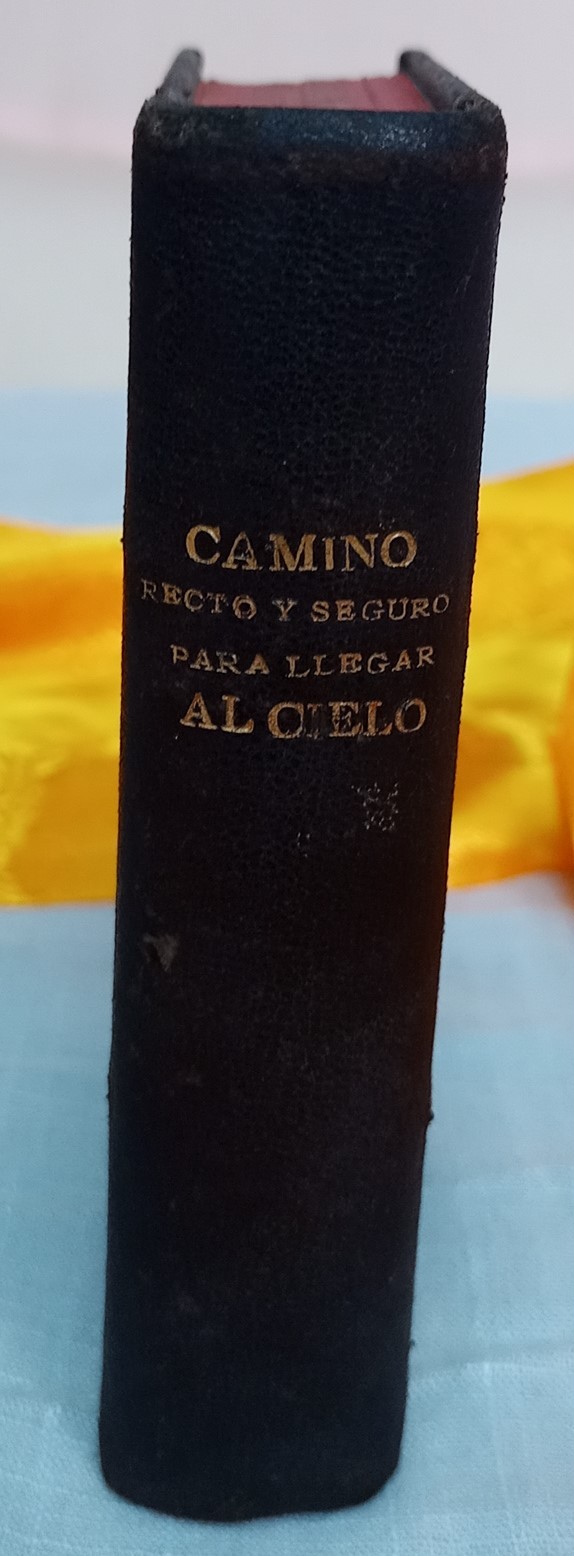 CAMINO
RECTO Y SEGURO
PARA LLEGAR
AL CIELO